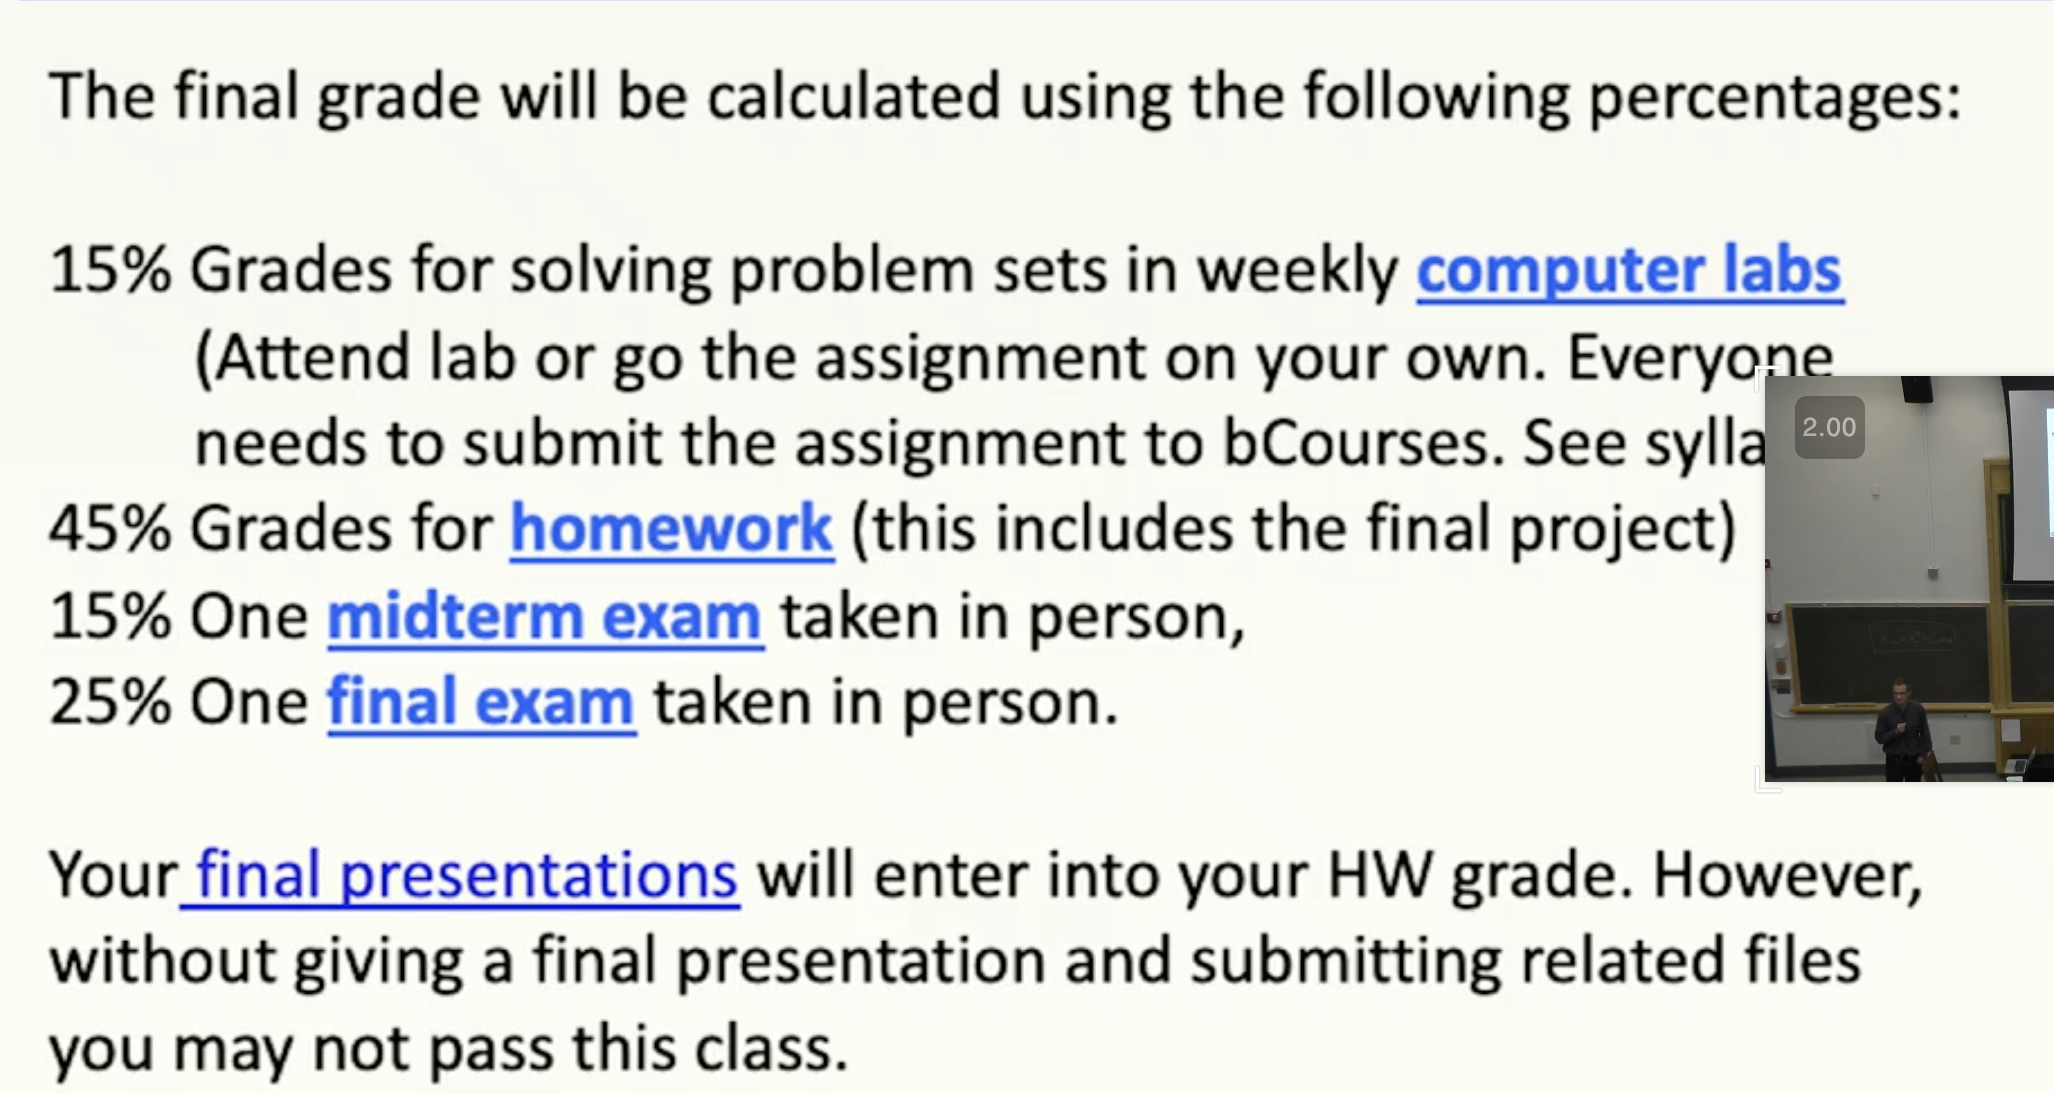 The final grade will be calculated using the following percentages:
15% Grades for solving problem sets in weekly computer labs
(Attend lab or go the assignment on your own. Everyone
needs to submit the assignment to bCourses. See sylla
45% Grades for homework (this includes the final project)
15% One midterm exam taken in person,
25% One final exam taken in person.
2.00
Your final presentations will enter into your HW grade. However,
without giving a final presentation and submitting related files
you may not pass this class.